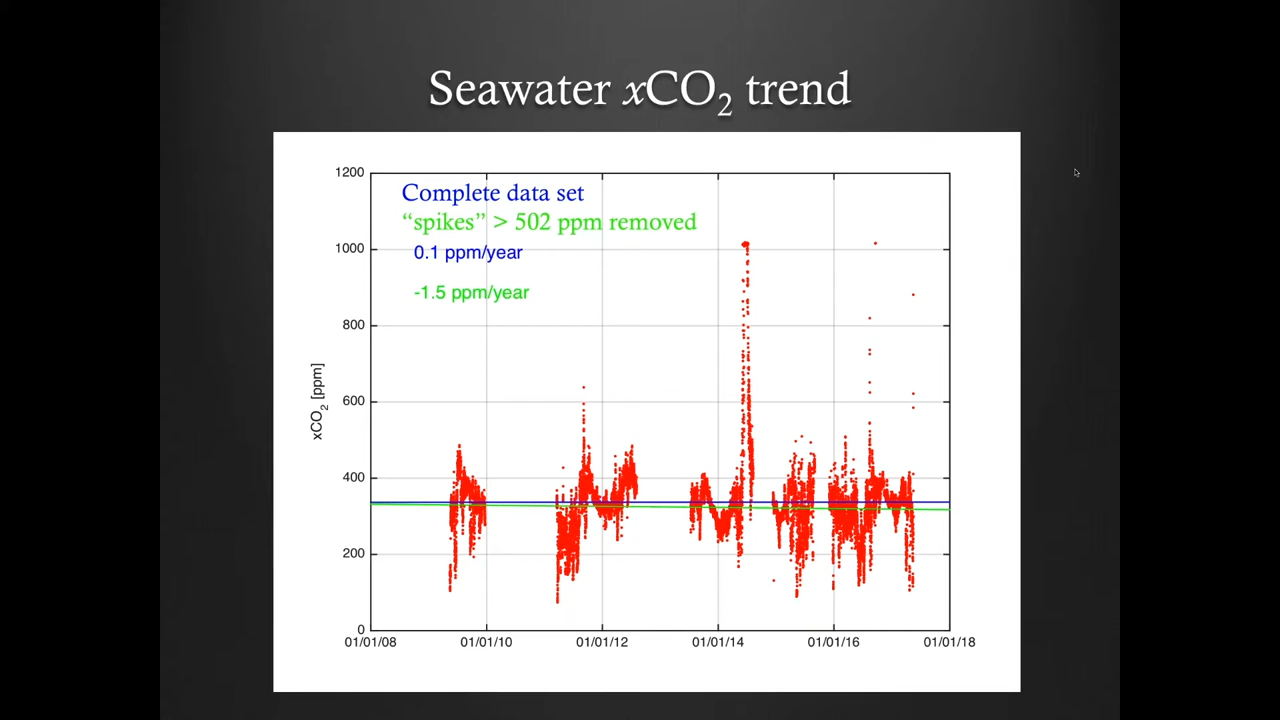 Seawater xCO₂ trend
Complete data set
“spikes” > 502 ppm removed
0.1 ppm/year
-1.5 ppm/year
1200
1000
800
600
400
200
0
xCO₂ [ppm]
01/01/08 01/01/10 01/01/12 01/01/14 01/01/16 01/01/18